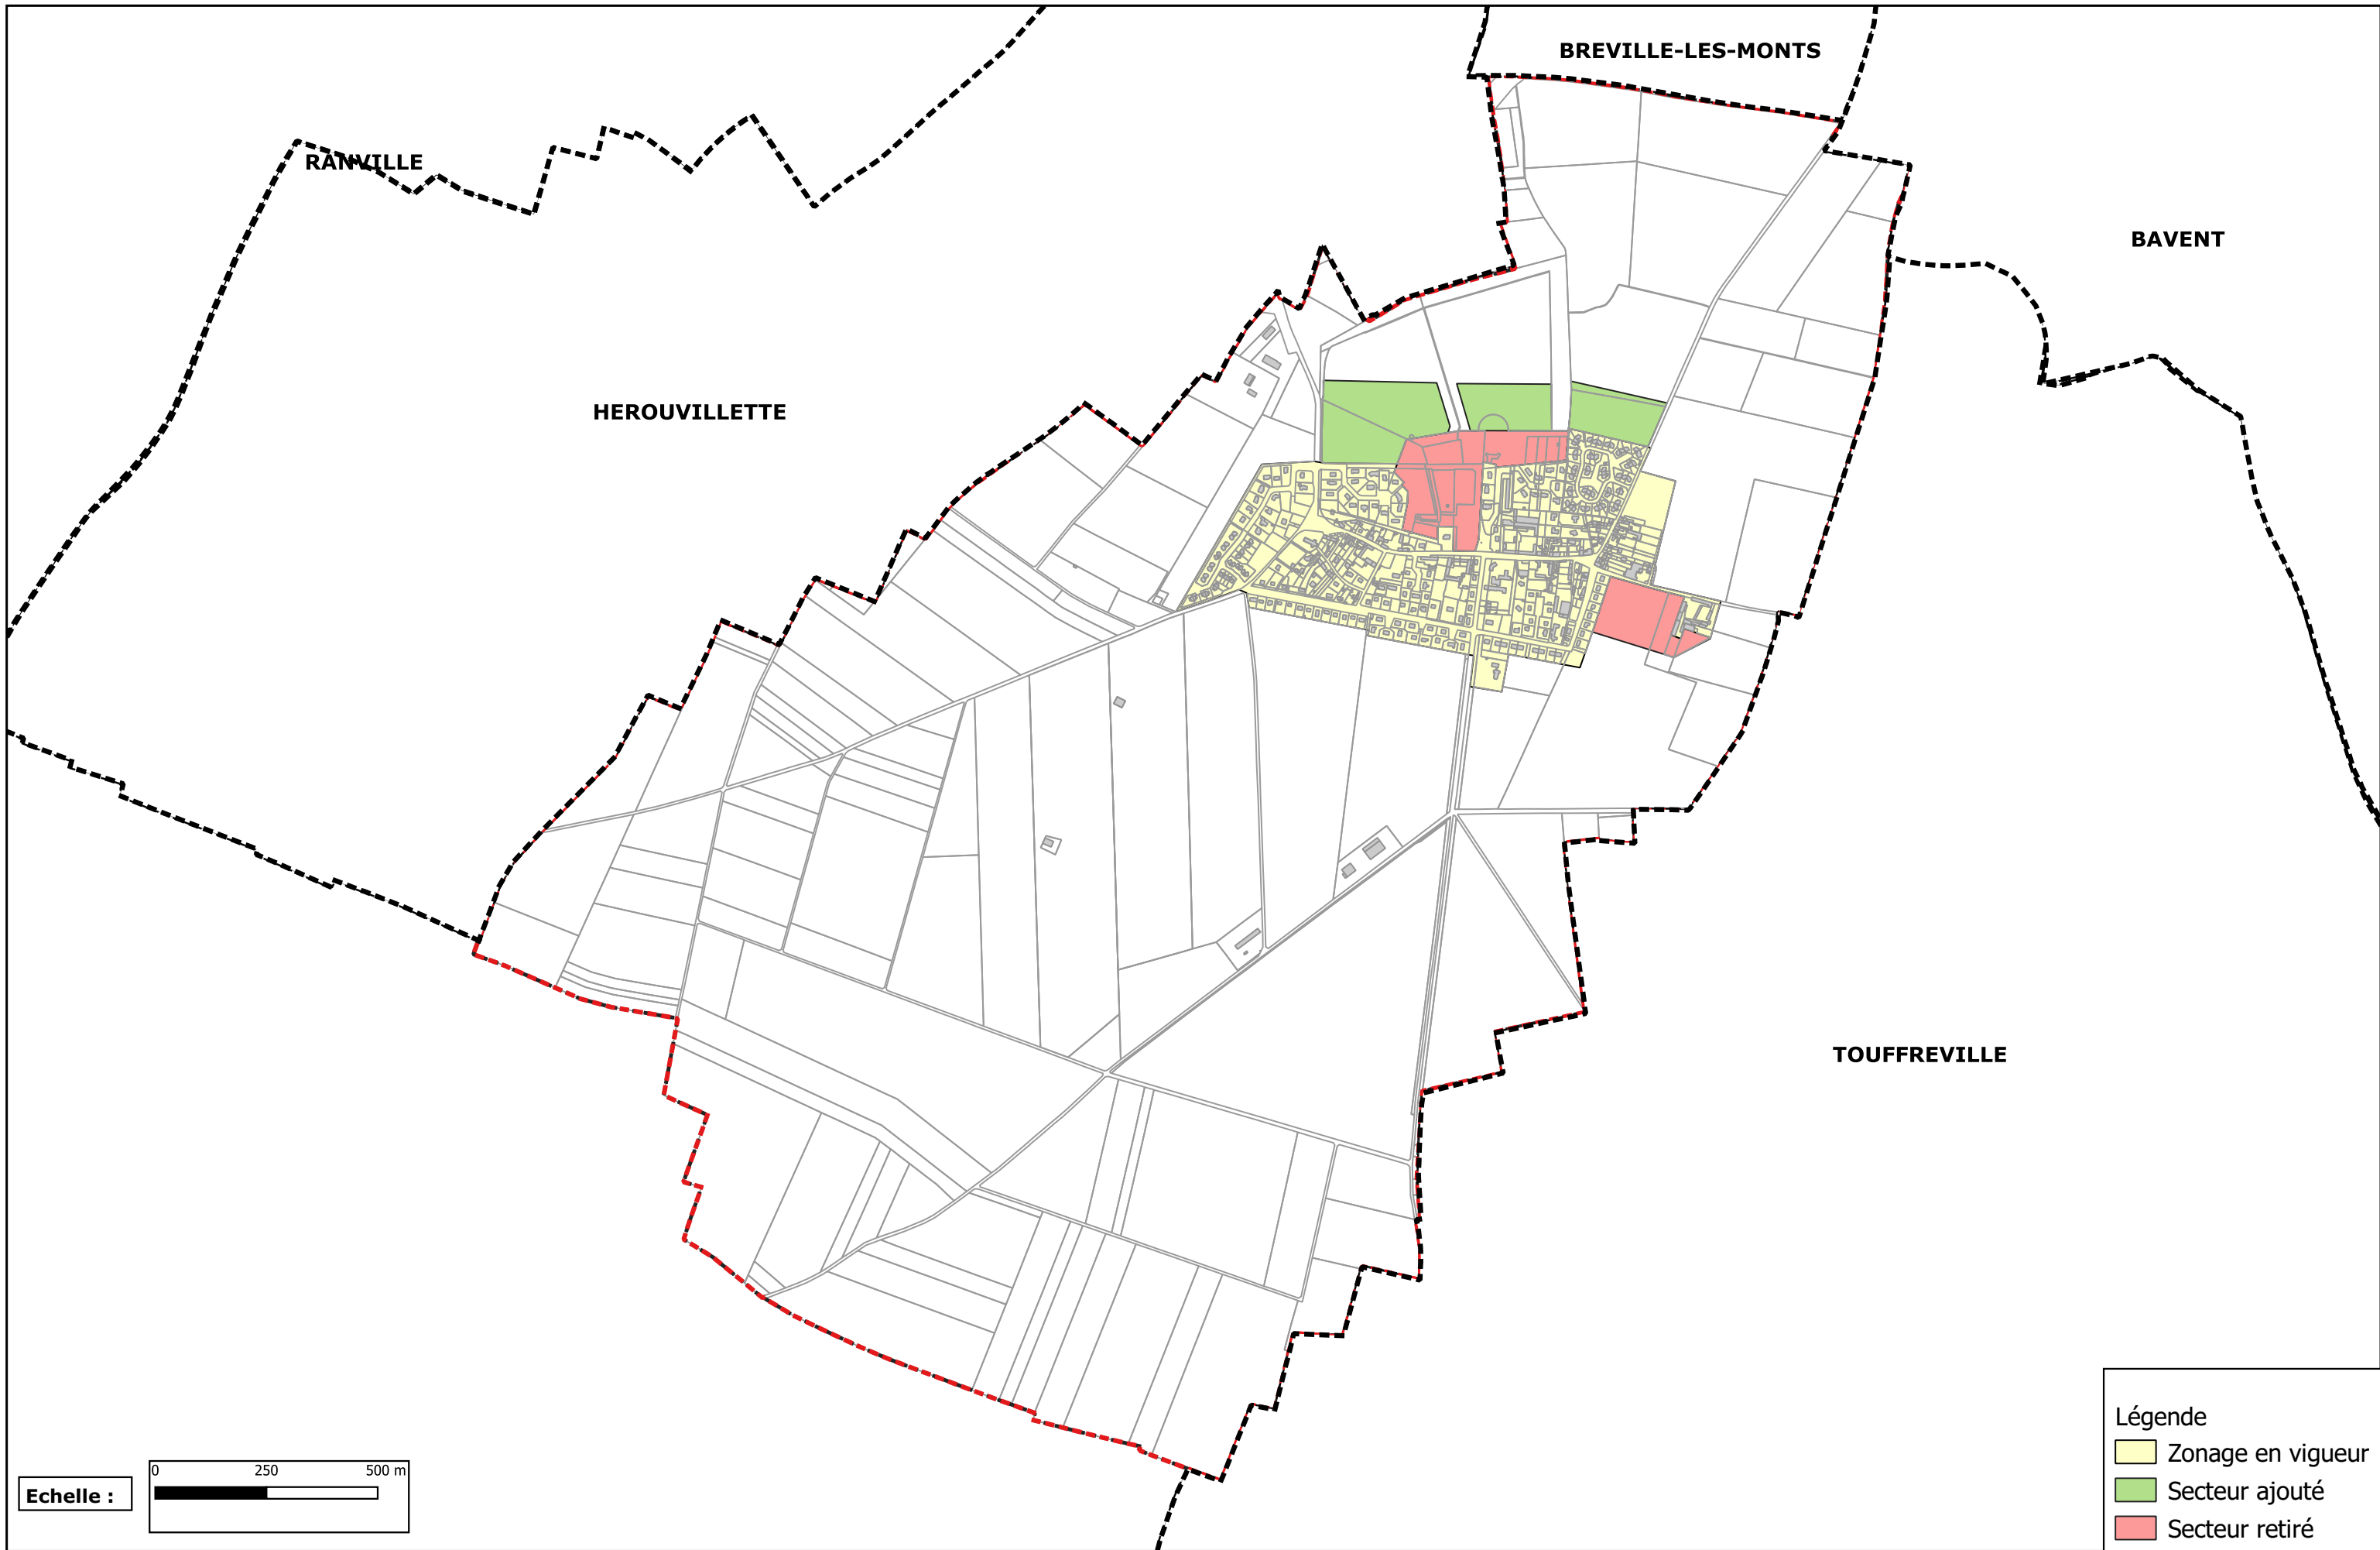 BREVILLE-LES-MONTS
RANVILLE
BAVENT
HEROUVILLETTE
TOUFFREVILLE
Légende
Zonage en vigueur
Secteur ajouté
Secteur retiré
Echelle :
0 250 500 m